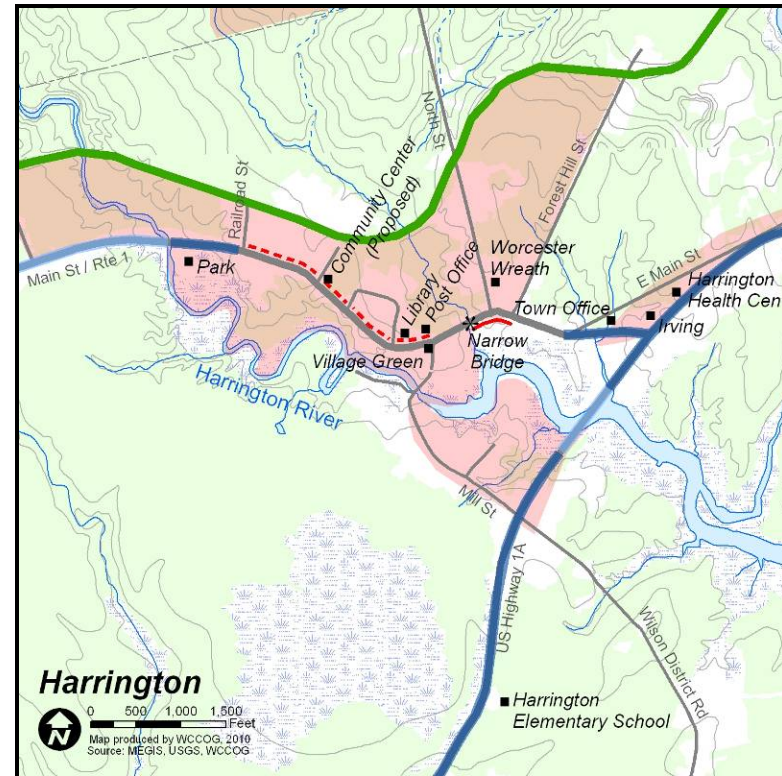 North St
Railroad St
Community Center
(Proposed)
Forest Hill St
Main St / Rte 1
Park
Library
Post Office
Worcester
Wreath
E Main St
Harrington
Health Cen
Town Office
Irving
Village Green
Narrow
Bridge
Harrington River
Mill St
US Highway 1A
Wilson District Rd
Harrington
Elementary School
Harrington
0 500 1,000 1,500
Feet
N
Map produced by WCCOG, 2010
Source: MEGIS, USGS, WCCOG